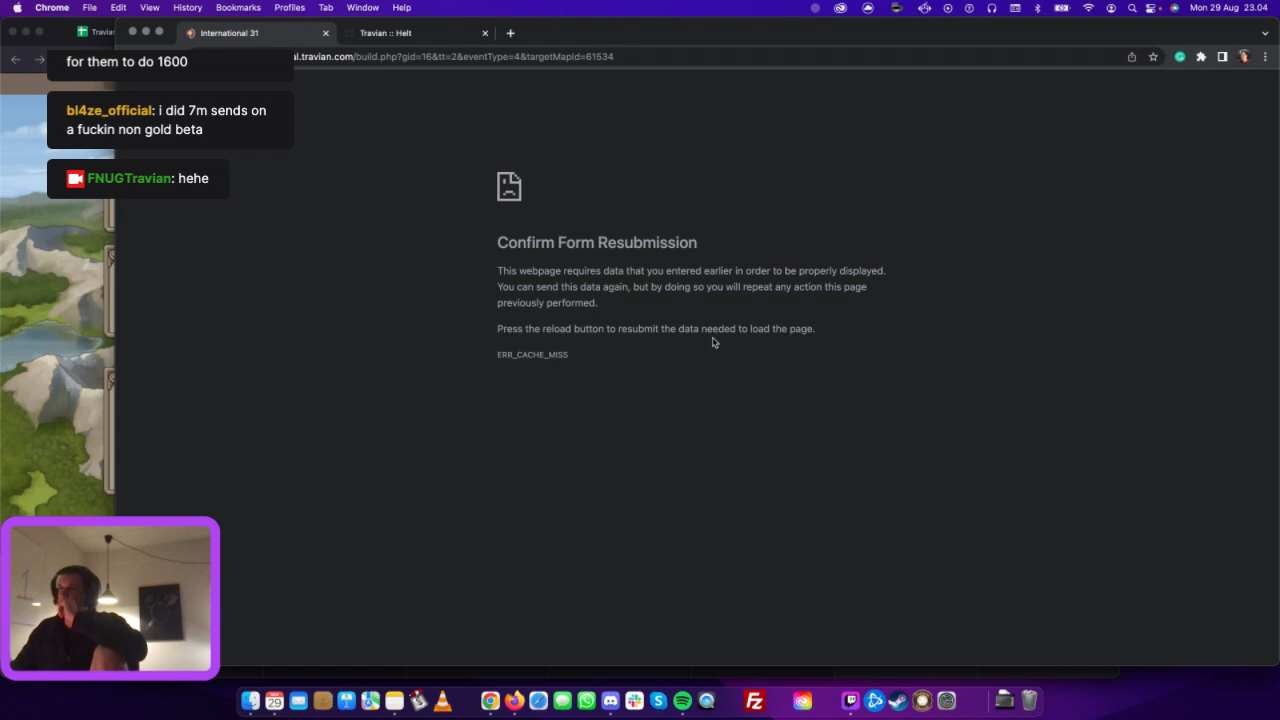 Chrome File Edit View History Bookmarks Profiles Tab Window Help
Mon 29 Aug 23.04
Travian
International 31
Travian :: Helt
al.travian.com/build.php?gid=16&tt=2&eventType=4&targetMapId=61534
for them to do 1600
bl4ze_official: i did 7m sends on
a fuckin non gold beta
FNUGTravian: hehe
Confirm Form Resubmission
This webpage requires data that you entered earlier in order to be properly displayed.
You can send this data again, but by doing so you will repeat any action this page
previously performed.
Press the reload button to resubmit the data needed to load the page.
ERR_CACHE_MISS
29
FZ